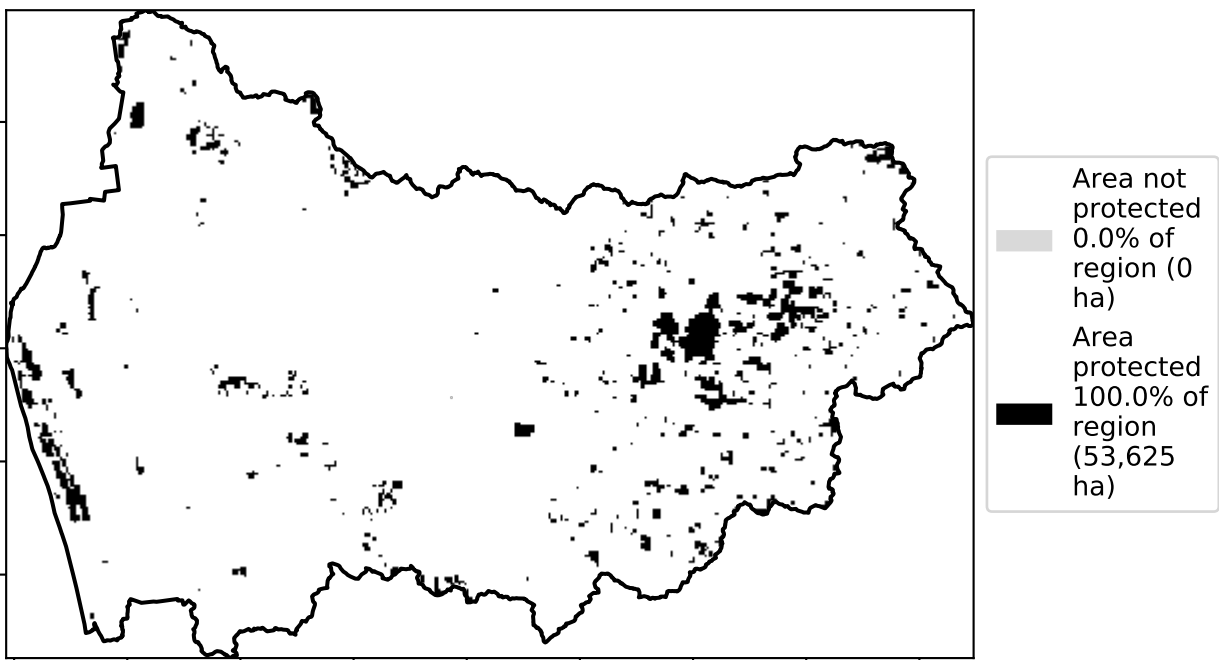 Area not
protected
0.0% of
region (0
ha)
Area
protected
100.0% of
region
(53,625
ha)